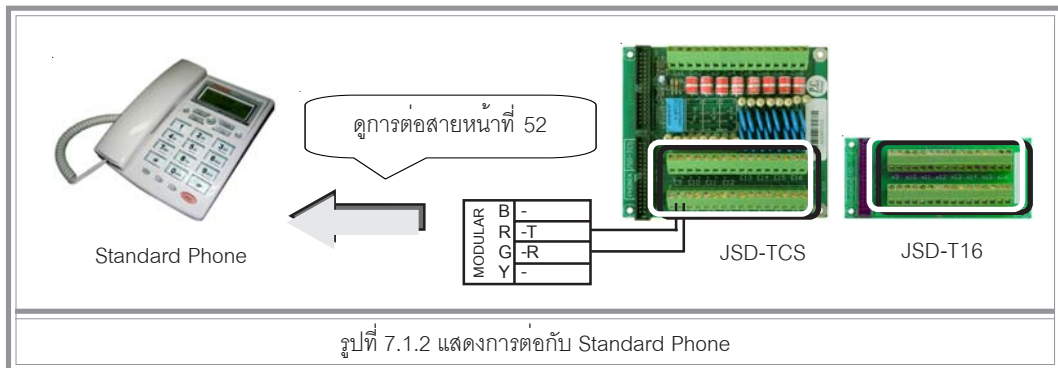 ดูการต่อสายหน้าที่ 52
Standard Phone
MODULAR
B -
R -T
G -R
Y -
JSD-TCS
JSD-T16
รูปที่ 7.1.2 แสดงการต่อกับ Standard Phone